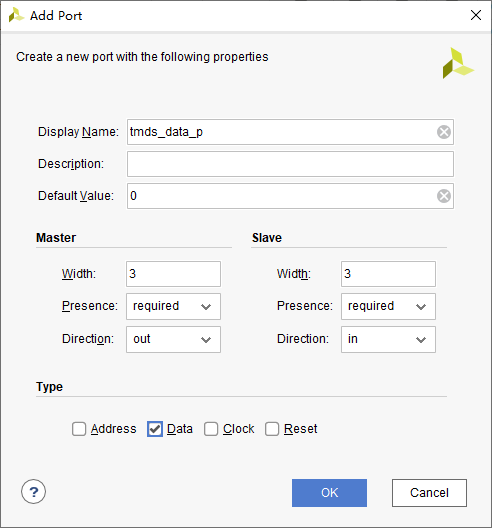 Add Port
Create a new port with the following properties
Display Name: tmds_data_p
Description:
Default Value: 0
Master Slave
Width: 3 Width: 3
Presence: required Presence: required
Direction: out Direction: in
Type
Address Data Clock Reset
? OK Cancel